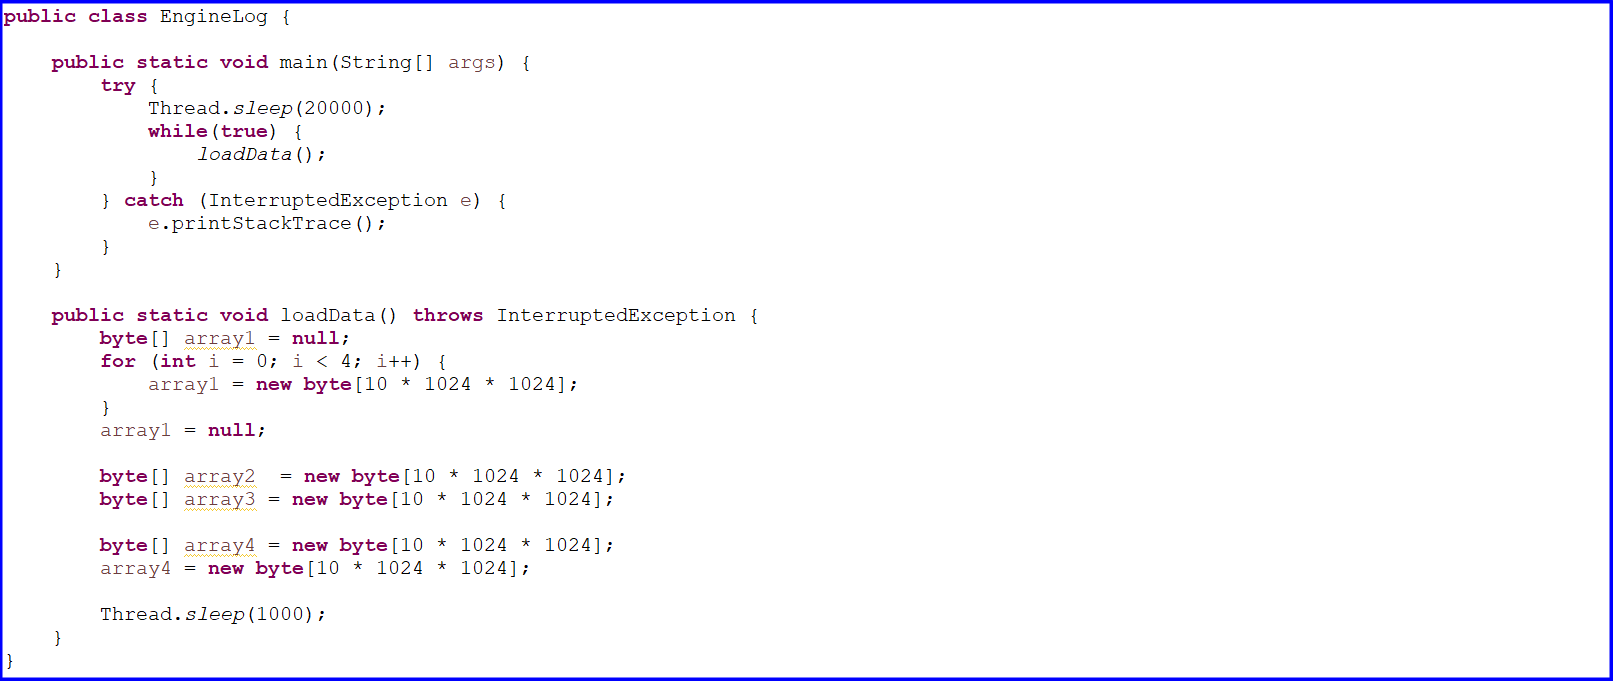 public class EngineLog {
public static void main(String[] args) {
try {
Thread.sleep(20000);
while(true) {
loadData();
}
} catch (InterruptedException e) {
e.printStackTrace();
}
}
public static void loadData() throws InterruptedException {
byte[] array1 = null;
for (int i = 0; i < 4; i++) {
array1 = new byte[10 * 1024 * 1024];
}
array1 = null;
byte[] array2  = new byte[10 * 1024 * 1024];
byte[] array3 = new byte[10 * 1024 * 1024];
byte[] array4 = new byte[10 * 1024 * 1024];
array4 = new byte[10 * 1024 * 1024];
Thread.sleep(1000);
}
}